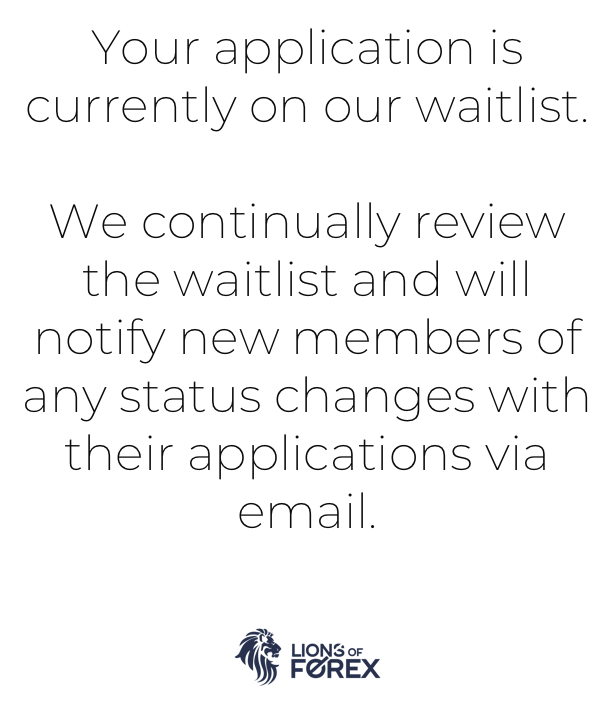 Your application is
currently on our waitlist.
We continually review
the waitlist and will
notify new members of
any status changes with
their applications via
email.
LIONS OF
FOREX